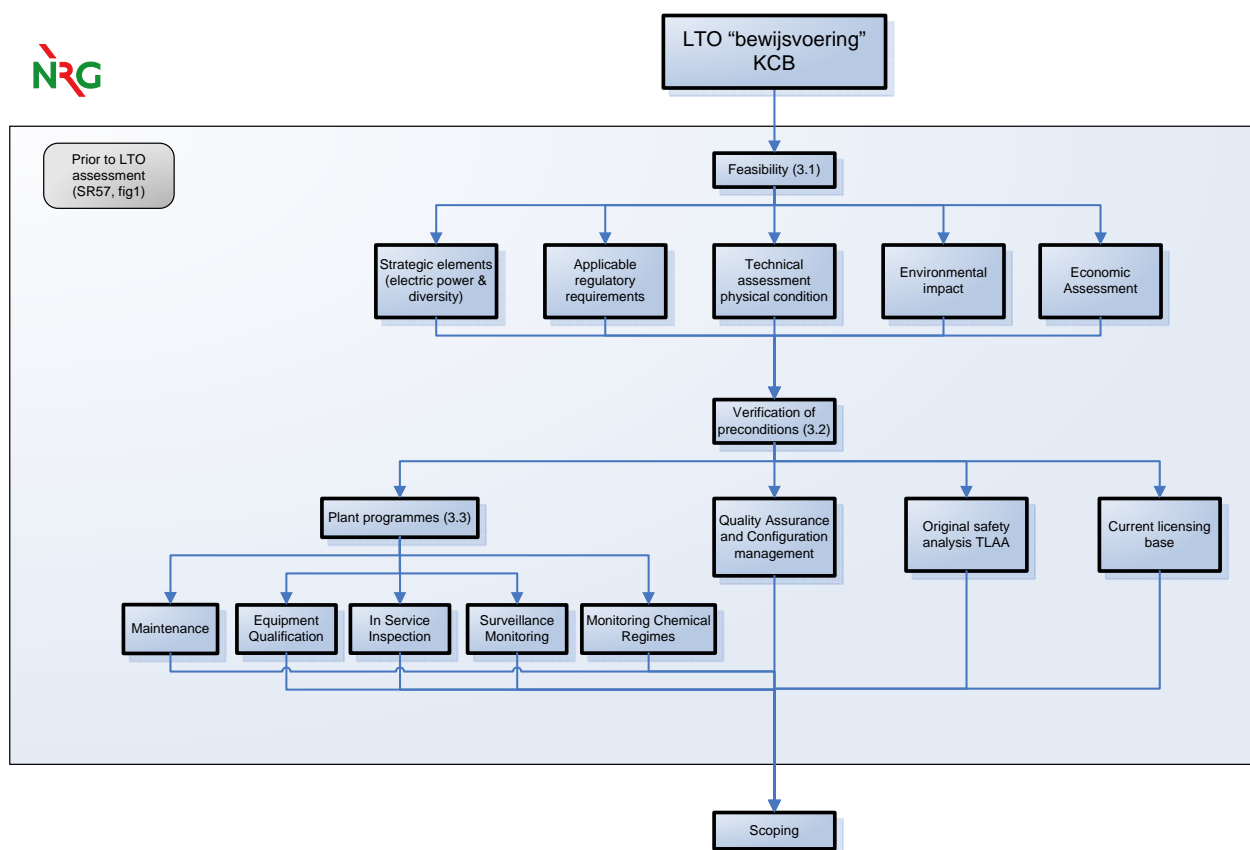 LTO “bewijsvoering”
KCB
NRG
Prior to LTO
assessment
(SR57, fig1)
Feasibility (3.1)
Strategic elements
(electric power &
diversity)
Applicable
regulatory
requirements
Technical
assessment
physical condition
Environmental
impact
Economic
Assessment
Verification of
preconditions (3.2)
Plant programmes (3.3)
Quality Assurance
and Configuration
management
Original safety
analysis TLAA
Current licensing
base
Maintenance
Equipment
Qualification
In Service
Inspection
Surveillance
Monitoring
Monitoring Chemical
Regimes
Scoping